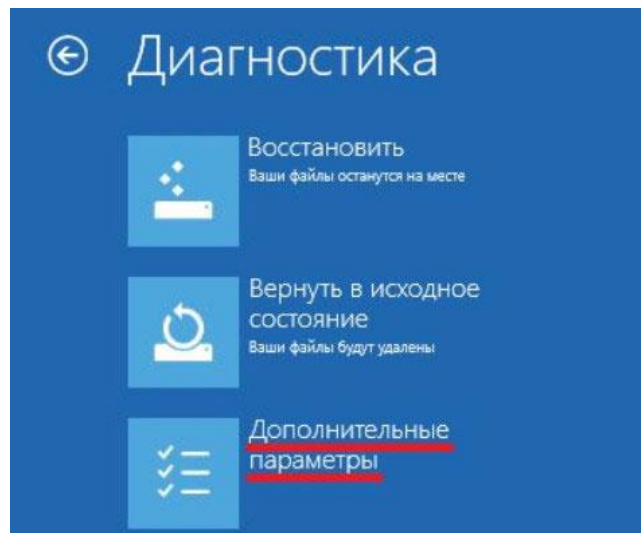 Диагностика
Восстановить
Ваши файлы останутся на месте
Вернуть в исходное
состояние
Ваши файлы будут удалены
Дополнительные
параметры